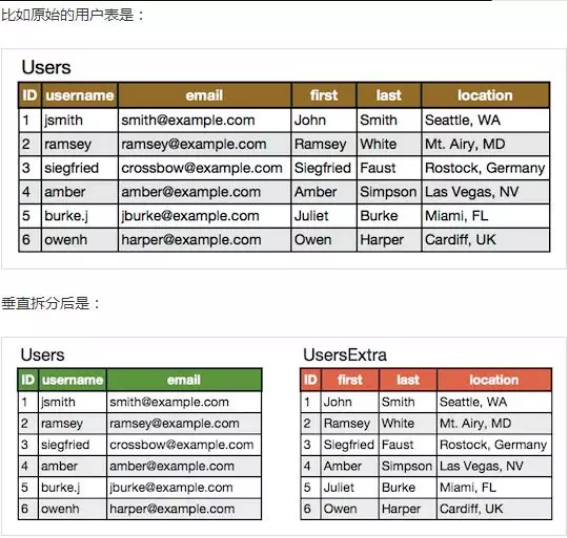 比如原始的用户表是：
Users
ID username email first last location
1 jsmith smith@example.com John Smith Seattle, WA
2 ramsey ramsey@example.com Ramsey White Mt. Airy, MD
3 siegfried crossbow@example.com Siegfried Faust Rostock, Germany
4 amber amber@example.com Amber Simpson Las Vegas, NV
5 burke.j jburke@example.com Juliet Burke Miami, FL
6 owenh harper@example.com Owen Harper Cardiff, UK
垂直拆分后是：
Users
ID username email
1 jsmith smith@example.com
2 ramsey ramsey@example.com
3 siegfried crossbow@example.com
4 amber amber@example.com
5 burke.j jburke@example.com
6 owenh harper@example.com
UsersExtra
ID first last location
1 John Smith Seattle, WA
2 Ramsey White Mt. Airy, MD
3 Siegfried Faust Rostock, Germany
4 Amber Simpson Las Vegas, NV
5 Juliet Burke Miami, FL
6 Owen Harper Cardiff, UK